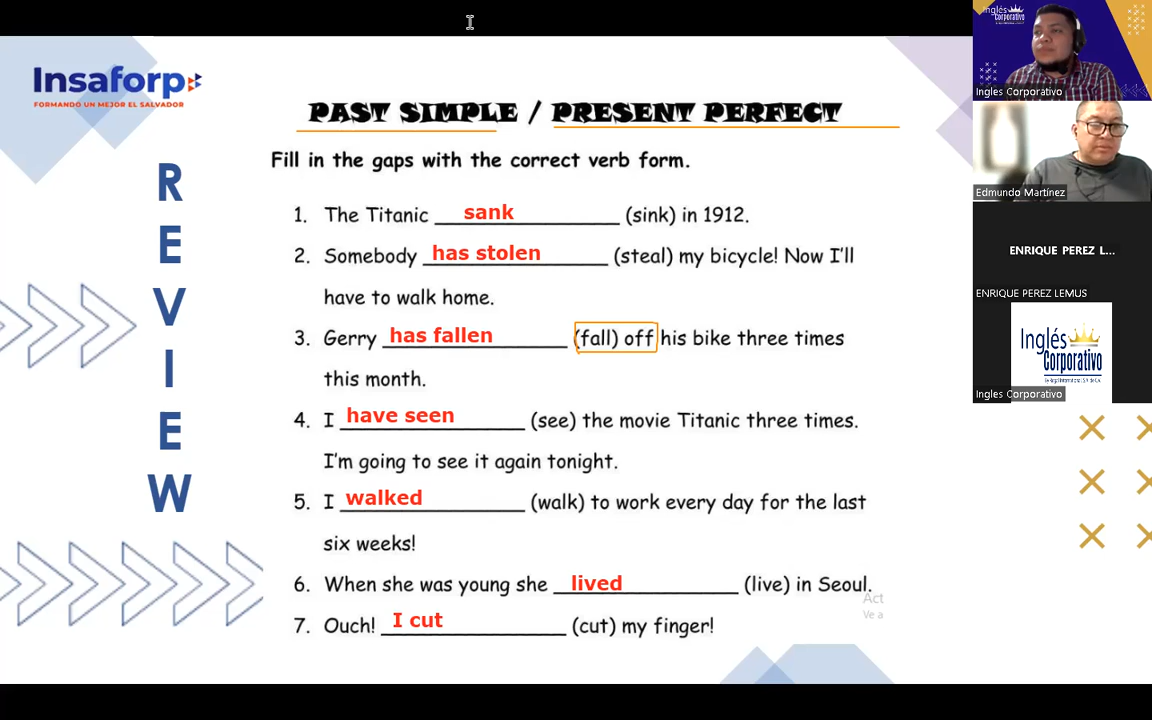 Insaforp
FORMANDO UN MEJOR EL SALVADOR
REVIEW
PAST SIMPLE / PRESENT PERFECT
Fill in the gaps with the correct verb form.
1. The Titanic sank (sink) in 1912.
2. Somebody has stolen (steal) my bicycle! Now I'll
have to walk home.
3. Gerry has fallen (fall) off his bike three times
this month.
4. I have seen (see) the movie Titanic three times.
I'm going to see it again tonight.
5. I walked (walk) to work every day for the last
six weeks!
6. When she was young she lived (live) in Seoul.
7. Ouch! I cut (cut) my finger!
Act
Ve a
Inglés
Corporativo
Ingles Corporativo
Edmundo Martínez
ENRIQUE PEREZ L...
ENRIQUE PEREZ LEMUS
Inglés
Corporativo
Ingles Corporativo